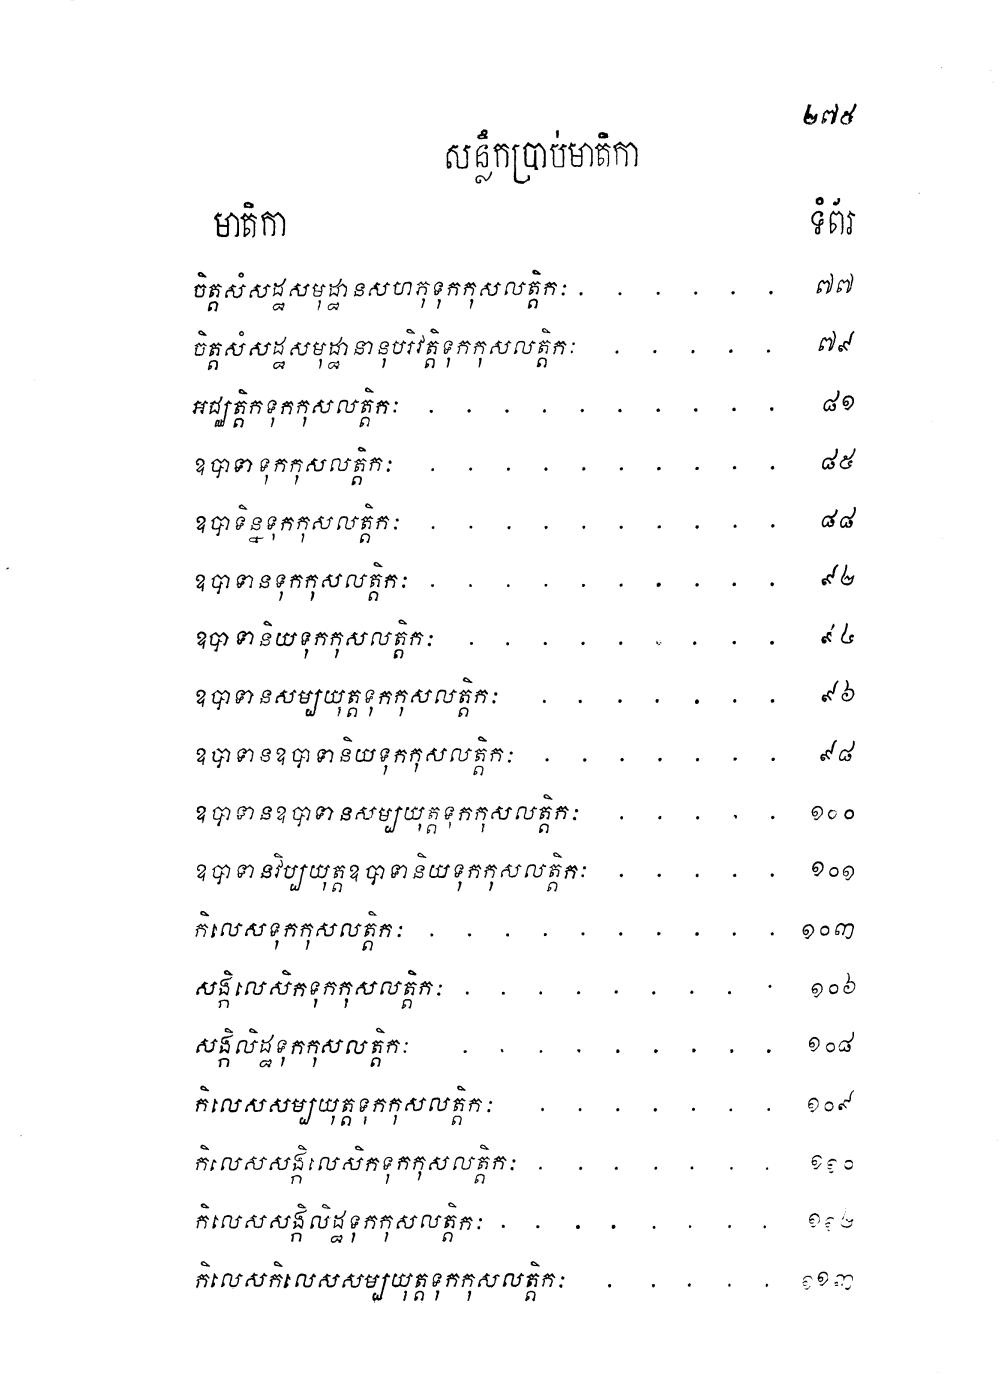 ២៧៥
សន្លឹកប្រាប់មាតិកា
មាតិកា ទំព័រ
ចិត្តសំសដ្ឋសមុដ្ឋានសហភុទុកកុសលត្តិកៈ . . . . . . ៧៧
ចិត្តសំសដ្ឋសមុដ្ឋានានុបរិវត្តិទុកកុសលត្តិកៈ . . . . . ៧៩
អជ្ឈត្តិកទុកកុសលត្តិកៈ . . . . . . . . . . ៨១
ឧបាទាទុកកុសលត្តិកៈ . . . . . . . . . . ៨៥
ឧបាទិន្នទុកកុសលត្តិកៈ . . . . . . . . . . ៨៨
ឧបាទានទុកកុសលត្តិកៈ . . . . . . . . . . ៩២
ឧបាទានិយទុកកុសលត្តិកៈ . . . . . . . . . ៩៤
ឧបាទានសម្បយុត្តទុកកុសលត្តិកៈ . . . . . . . ៩៦
ឧបាទានឧបាទានិយទុកកុសលត្តិកៈ . . . . . . . ៩៨
ឧបាទានឧបាទានសម្បយុត្តទុកកុសលត្តិកៈ . . . . . ១០០
ឧបាទានវិប្បយុត្តឧបាទានិយទុកកុសលត្តិកៈ . . . . . ១០១
កិលេសទុកកុសលត្តិកៈ . . . . . . . . . . ១០៣
សង្កិលេសិកទុកកុសលត្តិកៈ . . . . . . . . . ១០៦
សង្កិលិដ្ឋទុកកុសលត្តិកៈ . . . . . . . . . ១០៨
កិលេសសម្បយុត្តទុកកុសលត្តិកៈ . . . . . . . ១០៩
កិលេសសង្កិលេសិកទុកកុសលត្តិកៈ . . . . . . . ១១០
កិលេសសង្កិលិដ្ឋទុកកុសលត្តិកៈ . . . . . . . . ១១២
កិលេសកិលេសសម្បយុត្តទុកកុសលត្តិកៈ . . . . . ១១៣